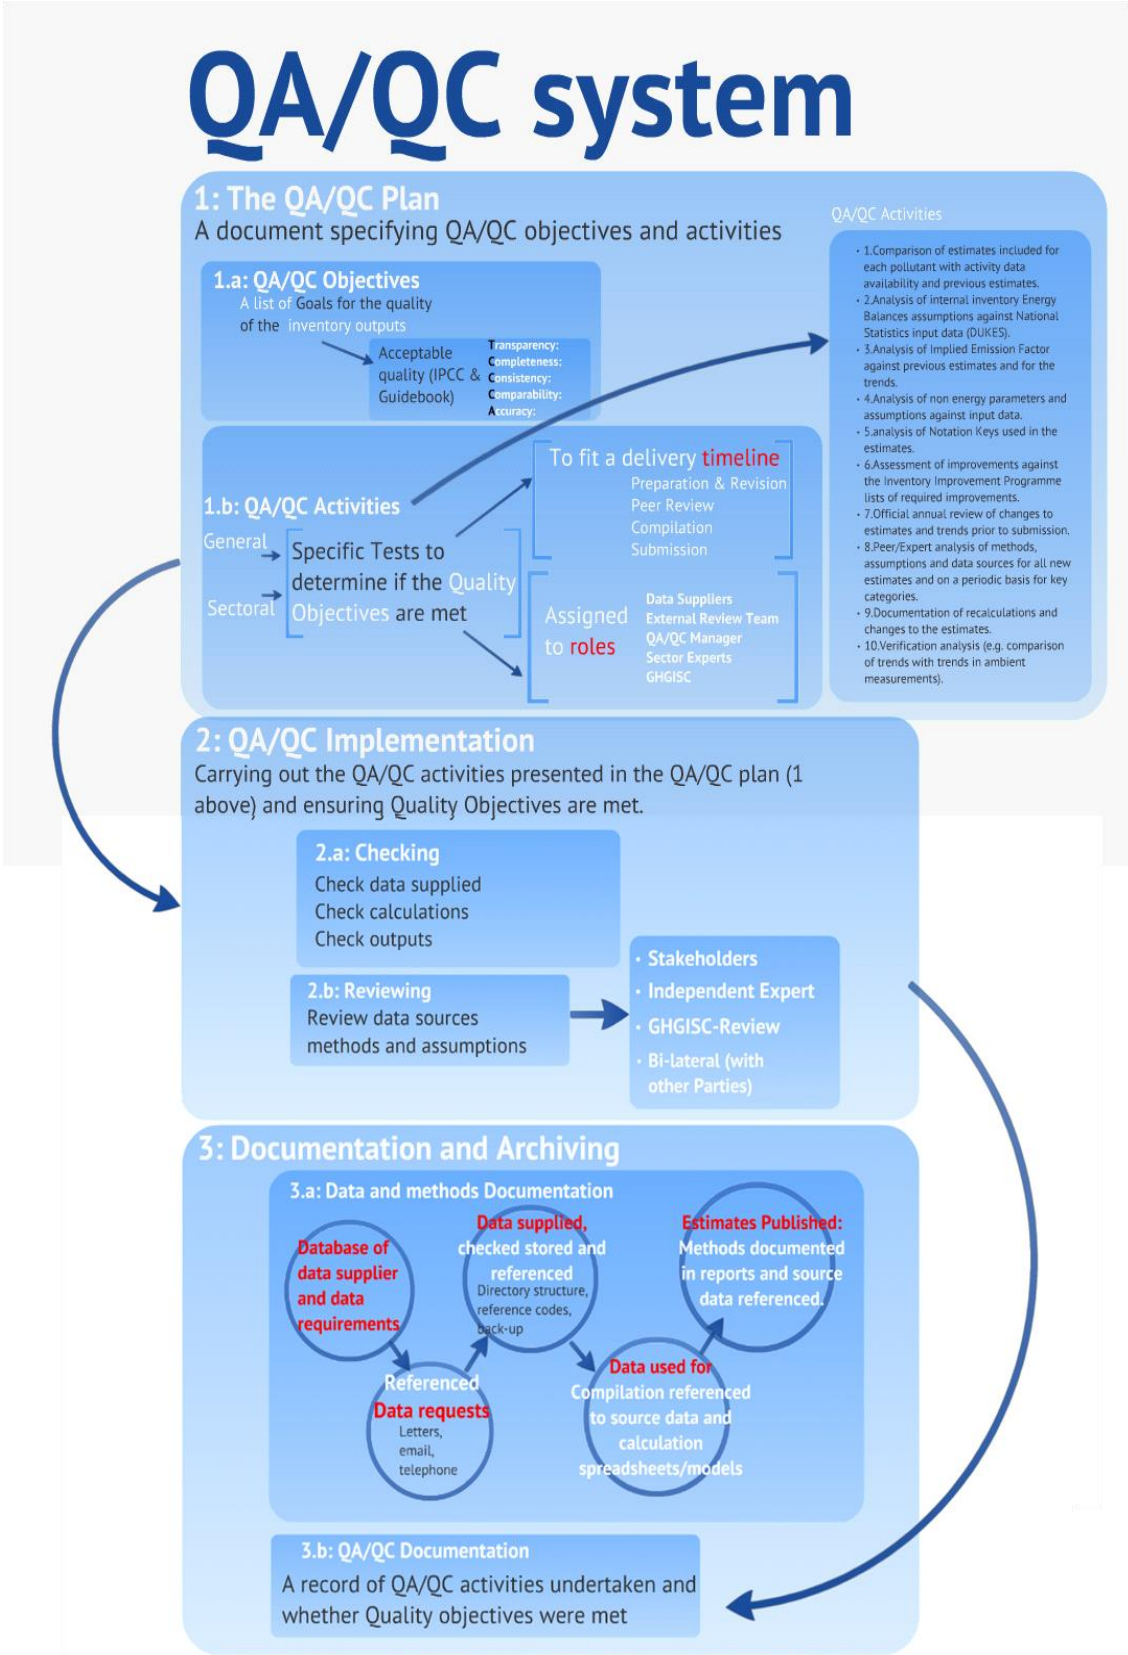 QA/QC system
1: The QA/QC Plan
A document specifying QA/QC objectives and activities
1.a: QA/QC Objectives
A list of Goals for the quality
of the inventory outputs
Acceptable
quality (IPCC &
Guidebook)
Transparency:
Completeness:
Consistency:
Comparability:
Accuracy:
1.b: QA/QC Activities
General
Sectoral
Specific Tests to
determine if the Quality
Objectives are met
To fit a delivery timeline
Preparation & Revision
Peer Review
Compilation
Submission
Assigned
to roles
Data Suppliers
External Review Team
QA/QC Manager
Sector Experts
GHGISC
QA/QC Activities
• 1.Comparison of estimates included for
each pollutant with activity data
availability and previous estimates.
• 2.Analysis of internal inventory Energy
Balances assumptions against National
Statistics input data (DUKES).
• 3.Analysis of Implied Emission Factor
against previous estimates and for the
trends.
• 4.Analysis of non energy parameters and
assumptions against input data.
• 5.analysis of Notation Keys used in the
estimates.
• 6.Assessment of improvements against
the Inventory Improvement Programme
lists of required improvements.
• 7.Official annual review of changes to
estimates and trends prior to submission.
• 8.Peer/Expert analysis of methods,
assumptions and data sources for all new
estimates and on a periodic basis for key
categories.
• 9.Documentation of recalculations and
changes to the estimates.
• 10.Verification analysis (e.g. comparison
of trends with trends in ambient
measurements).
2: QA/QC Implementation
Carrying out the QA/QC activities presented in the QA/QC plan (1
above) and ensuring Quality Objectives are met.
2.a: Checking
Check data supplied
Check calculations
Check outputs
2.b: Reviewing
Review data sources
methods and assumptions
• Stakeholders
• Independent Expert
• GHGISC-Review
• Bi-lateral (with
other Parties)
3: Documentation and Archiving
3.a: Data and methods Documentation
Database of
data supplier
and data
requirements
Referenced
Data requests
Letters,
email,
telephone
Data supplied,
checked stored and
referenced
Directory structure,
reference codes,
back-up
Data used for
Compilation referenced
to source data and
calculation
spreadsheets/models
Estimates Published:
Methods documented
in reports and source
data referenced.
3.b: QA/QC Documentation
A record of QA/QC activities undertaken and
whether Quality objectives were met